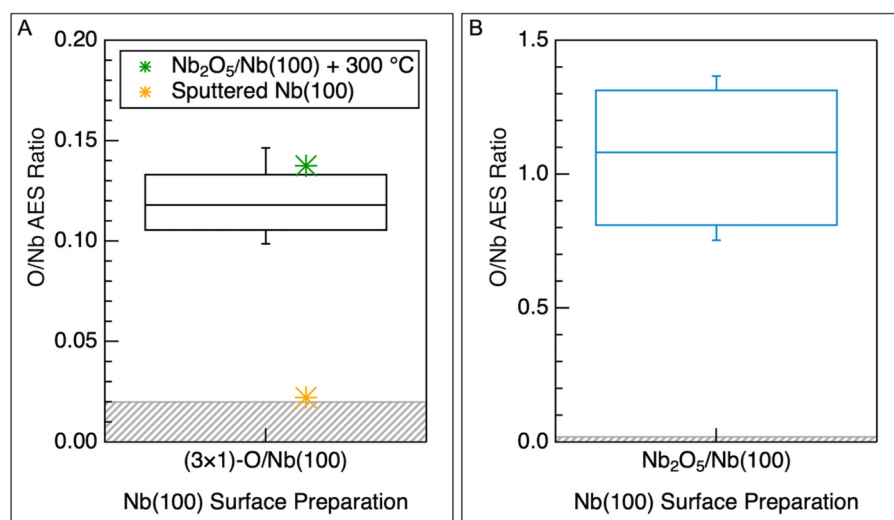 A
O/Nb AES Ratio
0.20
0.15
0.10
0.05
0.00
Nb₂O₅/Nb(100) + 300 °C
Sputtered Nb(100)
(3×1)-O/Nb(100)
Nb(100) Surface Preparation
B
O/Nb AES Ratio
1.5
1.0
0.5
0.0
Nb₂O₅/Nb(100)
Nb(100) Surface Preparation